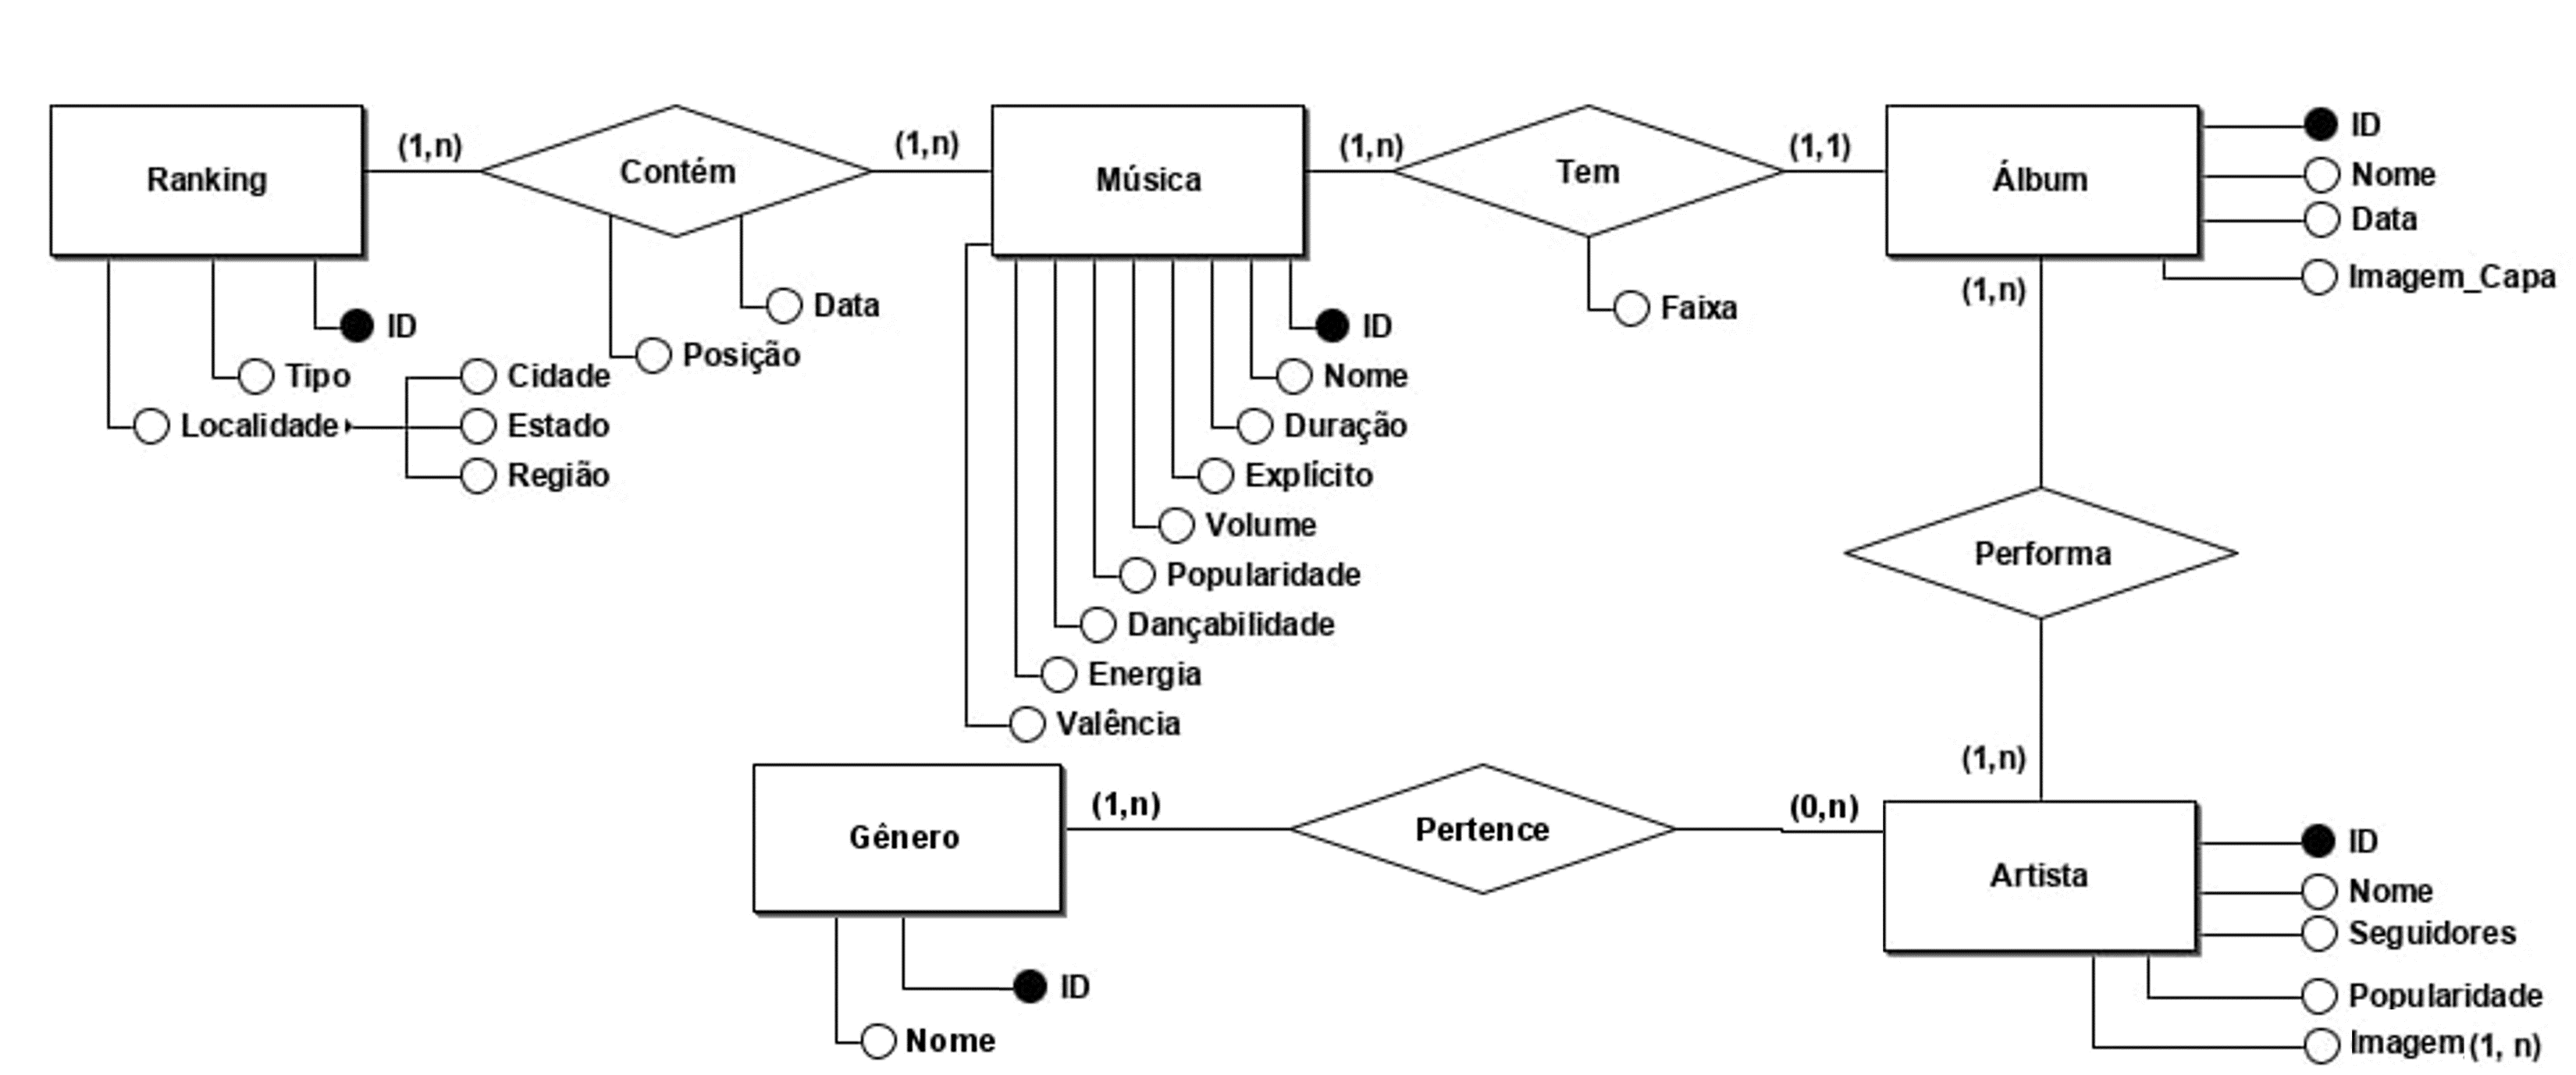 Ranking
(1,n)
Contém
(1,n)
Música
(1,n)
Tem
(1,1)
Álbum
ID
Nome
Data
Imagem_Capa
ID
Tipo
Localidade
Cidade
Estado
Região
Data
Posição
ID
Nome
Duração
Explícito
Volume
Popularidade
Dançabilidade
Energia
Valência
Faixa
(1,n)
Performa
(1,n)
Gênero
(1,n)
Pertence
(0,n)
Artista
ID
Nome
Seguidores
Popularidade
Imagem(1, n)
ID
Nome